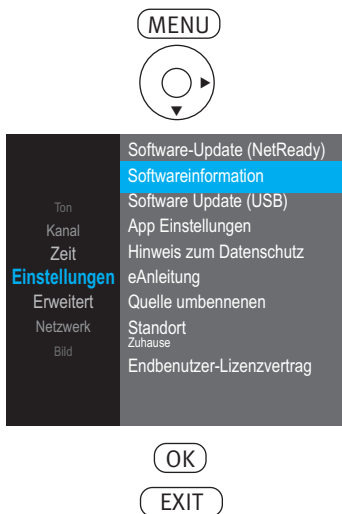 MENU
Software-Update (NetReady)
Softwareinformation
Software Update (USB)
App Einstellungen
Hinweis zum Datenschutz
eAnleitung
Quelle umbennenen
Standort
Zuhause
Endbenutzer-Lizenzvertrag
Ton
Kanal
Zeit
Einstellungen
Erweitert
Netzwerk
Bild
OK
EXIT